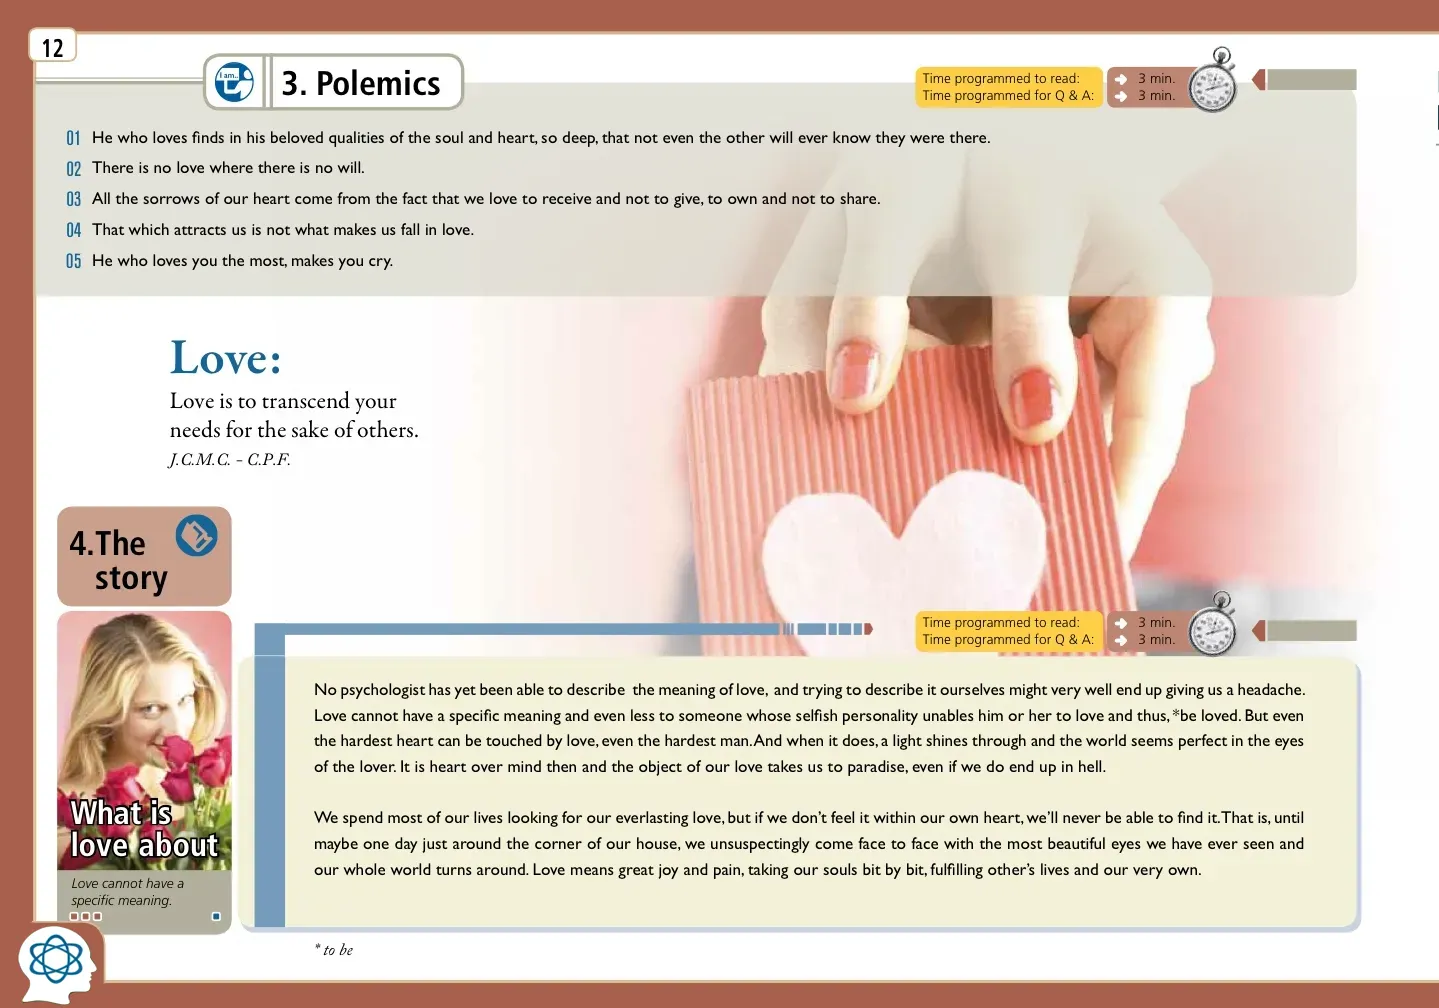 12
I am...
3. Polemics
Time programmed to read: 3 min.
Time programmed for Q & A: 3 min.
01 He who loves finds in his beloved qualities of the soul and heart, so deep, that not even the other will ever know they were there.
02 There is no love where there is no will.
03 All the sorrows of our heart come from the fact that we love to receive and not to give, to own and not to share.
04 That which attracts us is not what makes us fall in love.
05 He who loves you the most, makes you cry.
Love:
Love is to transcend your
needs for the sake of others.
J.C.M.C. - C.P.F.
4.The
story
What is
love about
Love cannot have a
specific meaning.
Time programmed to read: 3 min.
Time programmed for Q & A: 3 min.
No psychologist has yet been able to describe the meaning of love, and trying to describe it ourselves might very well end up giving us a headache.
Love cannot have a specific meaning and even less to someone whose selfish personality unables him or her to love and thus, *be loved. But even
the hardest heart can be touched by love, even the hardest man. And when it does, a light shines through and the world seems perfect in the eyes
of the lover. It is heart over mind then and the object of our love takes us to paradise, even if we do end up in hell.
We spend most of our lives looking for our everlasting love, but if we don't feel it within our own heart, we'll never be able to find it. That is, until
maybe one day just around the corner of our house, we unsuspectingly come face to face with the most beautiful eyes we have ever seen and
our whole world turns around. Love means great joy and pain, taking our souls bit by bit, fulfilling other's lives and our very own.
* to be